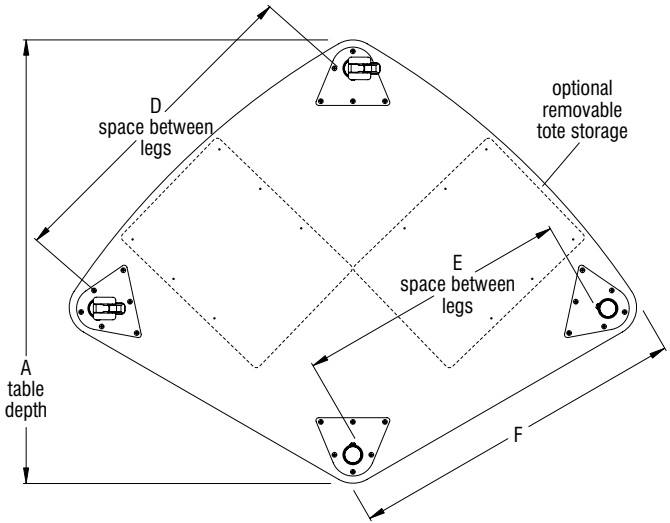 D
space between
legs
optional
removable
tote storage
E
space between
legs
A
table
depth
F